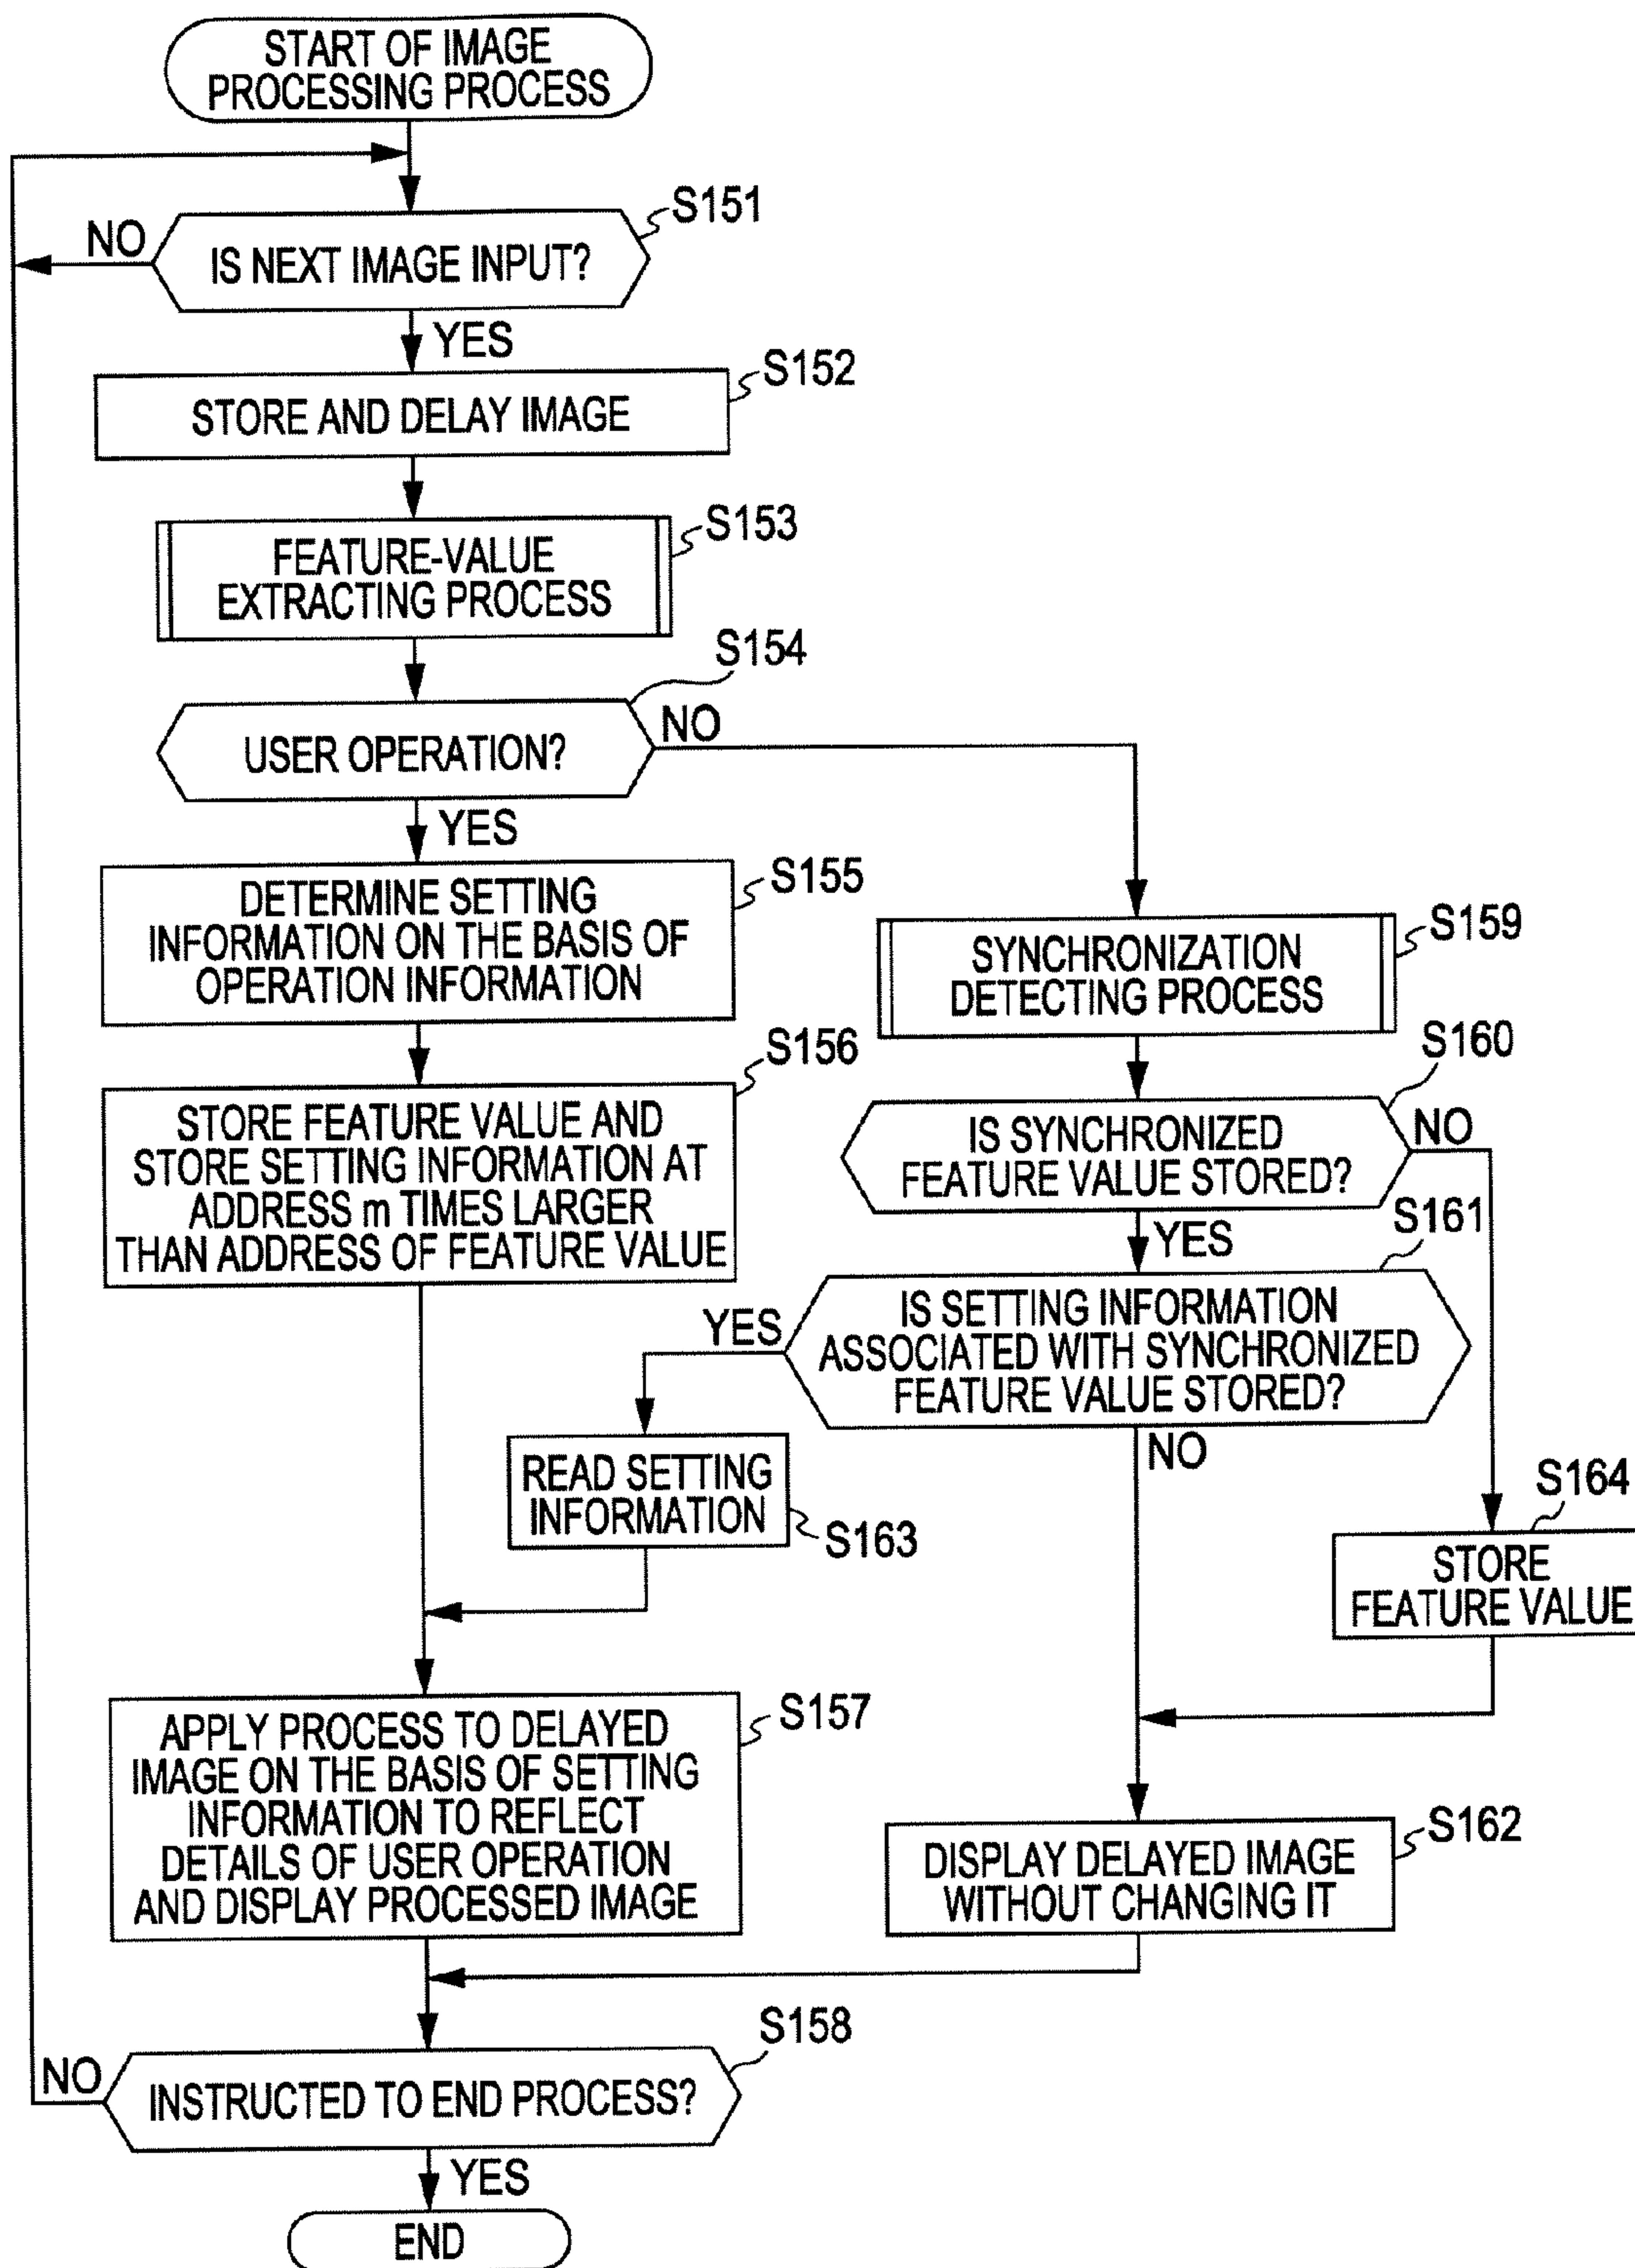 START OF IMAGE
PROCESSING PROCESS
S151
NO
IS NEXT IMAGE INPUT?
YES
S152
STORE AND DELAY IMAGE
S153
FEATURE-VALUE
EXTRACTING PROCESS
S154
USER OPERATION?
NO
YES
S155
DETERMINE SETTING
INFORMATION ON THE BASIS OF
OPERATION INFORMATION
S159
SYNCHRONIZATION
DETECTING PROCESS
S156
STORE FEATURE VALUE AND
STORE SETTING INFORMATION AT
ADDRESS m TIMES LARGER
THAN ADDRESS OF FEATURE VALUE
S160
IS SYNCHRONIZED
FEATURE VALUE STORED?
NO
YES
S161
IS SETTING INFORMATION
ASSOCIATED WITH SYNCHRONIZED
FEATURE VALUE STORED?
YES
NO
READ SETTING
INFORMATION
S163
S164
STORE
FEATURE VALUE
S157
APPLY PROCESS TO DELAYED
IMAGE ON THE BASIS OF SETTING
INFORMATION TO REFLECT
DETAILS OF USER OPERATION
AND DISPLAY PROCESSED IMAGE
S162
DISPLAY DELAYED IMAGE
WITHOUT CHANGING IT
S158
NO
INSTRUCTED TO END PROCESS?
YES
END